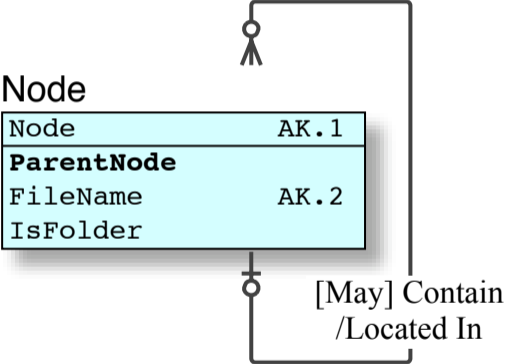 Node
Node AK.1
ParentNode
FileName AK.2
IsFolder
[May] Contain
/Located In